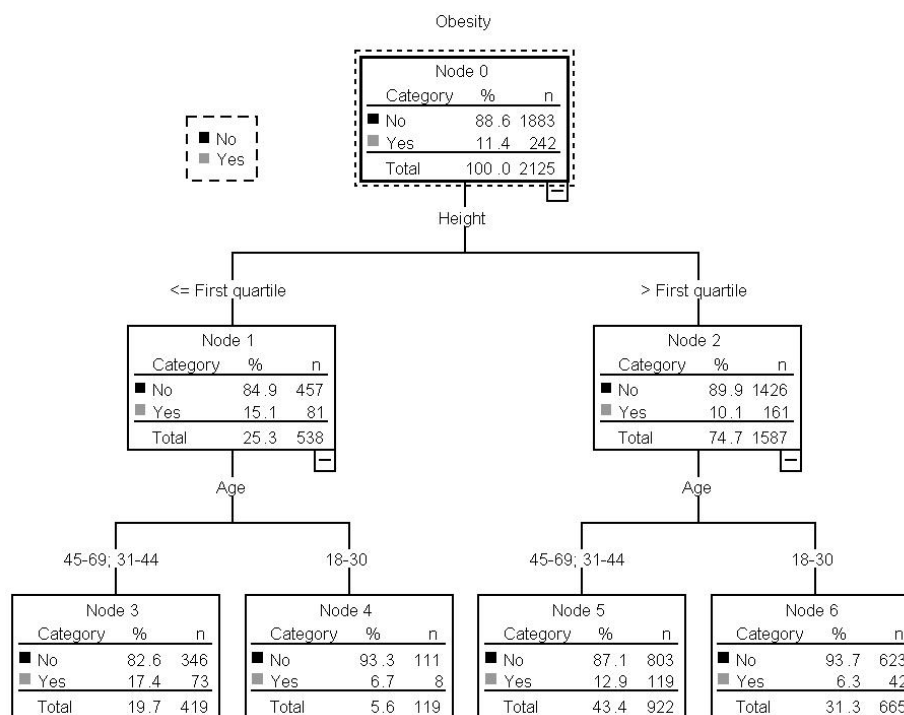 Obesity
Node 0
Category % n
No 88.6 1883
Yes 11.4 242
Total 100.0 2125
No
Yes
Height
<= First quartile
> First quartile
Node 1
Category % n
No 84.9 457
Yes 15.1 81
Total 25.3 538
Node 2
Category % n
No 89.9 1426
Yes 10.1 161
Total 74.7 1587
Age
Age
45-69; 31-44
18-30
45-69; 31-44
18-30
Node 3
Category % n
No 82.6 346
Yes 17.4 73
Total 19.7 419
Node 4
Category % n
No 93.3 111
Yes 6.7 8
Total 5.6 119
Node 5
Category % n
No 87.1 803
Yes 12.9 119
Total 43.4 922
Node 6
Category % n
No 93.7 623
Yes 6.3 42
Total 31.3 665